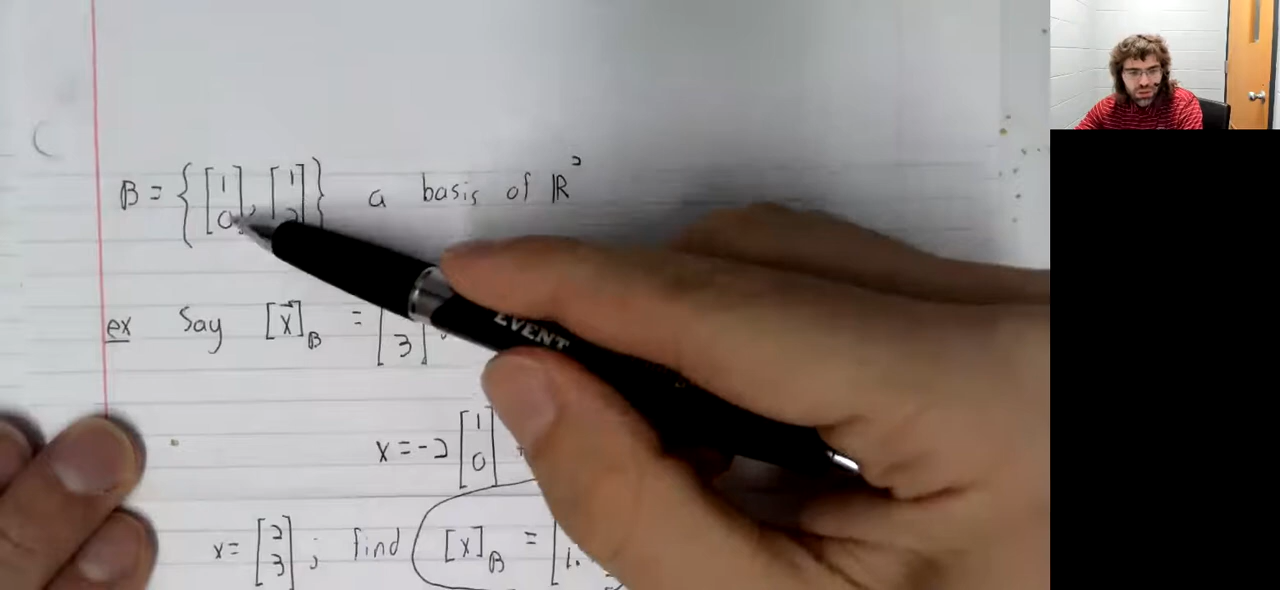 B = { [1 0], [1 2] } a basis of ℝ²
ex Say [x⃗]_B = [ 3]
x = -2 [1 0] +
x = [2 3] ; find [x]_B = [ 1.
EVENT